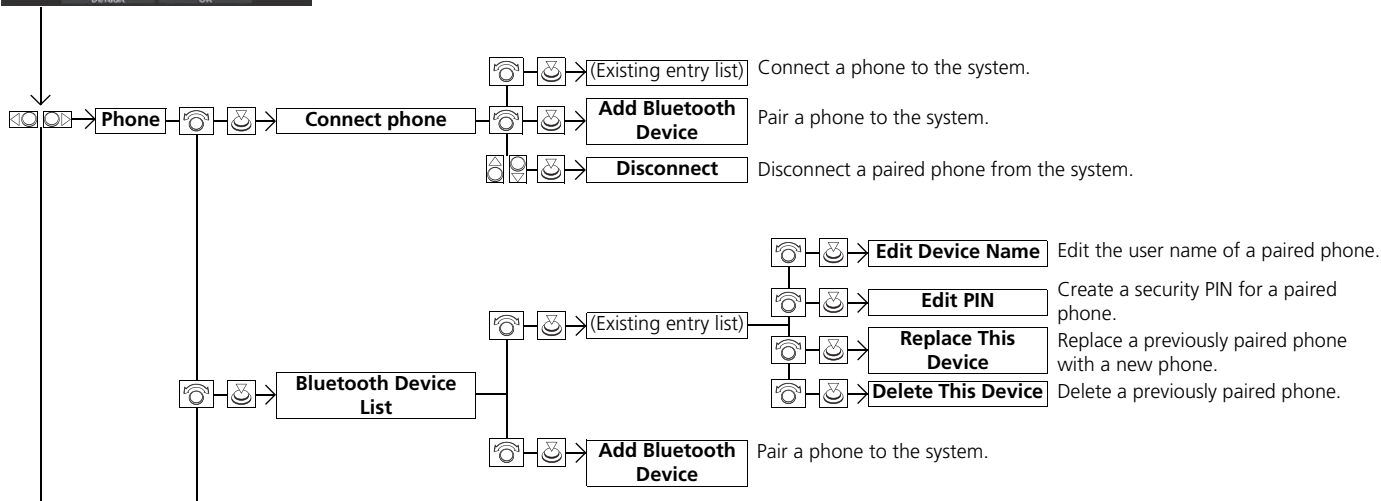 Default OK
(Existing entry list) Connect a phone to the system.
Phone Connect phone
Add Bluetooth
Device
Pair a phone to the system.
Disconnect Disconnect a paired phone from the system.
Edit Device Name Edit the user name of a paired phone.
Edit PIN
Create a security PIN for a paired
phone.
(Existing entry list)
Replace This
Device
Replace a previously paired phone
with a new phone.
Bluetooth Device
List
Delete This Device Delete a previously paired phone.
Add Bluetooth
Device
Pair a phone to the system.